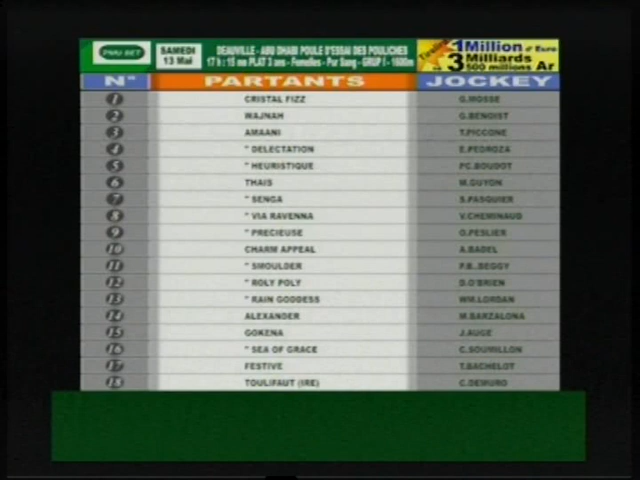 PMU BET
SAMEDI
13 Mai
DEAUVILLE - ABU DHABI POULE D'ESSAI DES POULICHES
17 h : 15 mn PLAT 3 ans - Femelles - Pur Sang - GRUP I - 1600m
1 Million d'Euro
3 Milliards
500 millions Ar
N° PARTANTS JOCKEY
1 CRISTAL FIZZ G.MOSSE
2 WAJNAH G.BENOIST
3 AMAANI T.PICCONE
4 " DELECTATION E.PEDROZA
5 " HEURISTIQUE PC.BOUDOT
6 THAIS M.GUYON
7 " SENGA S.PASQUIER
8 " VIA RAVENNA V.CHEMINAUD
9 " PRECIEUSE O.PESLIER
10 CHARM APPEAL A.BADEL
11 " SMOULDER P.B..BEGGY
12 " ROLY POLY D.O'BRIEN
13 " RAIN GODDESS WM.LORDAN
14 ALEXANDER M.BARZALONA
15 GOKENA J.AUGE
16 " SEA OF GRACE C.SOUMILLON
17 FESTIVE T.BACHELOT
18 TOULIFAUT (IRE) C.DEMURO